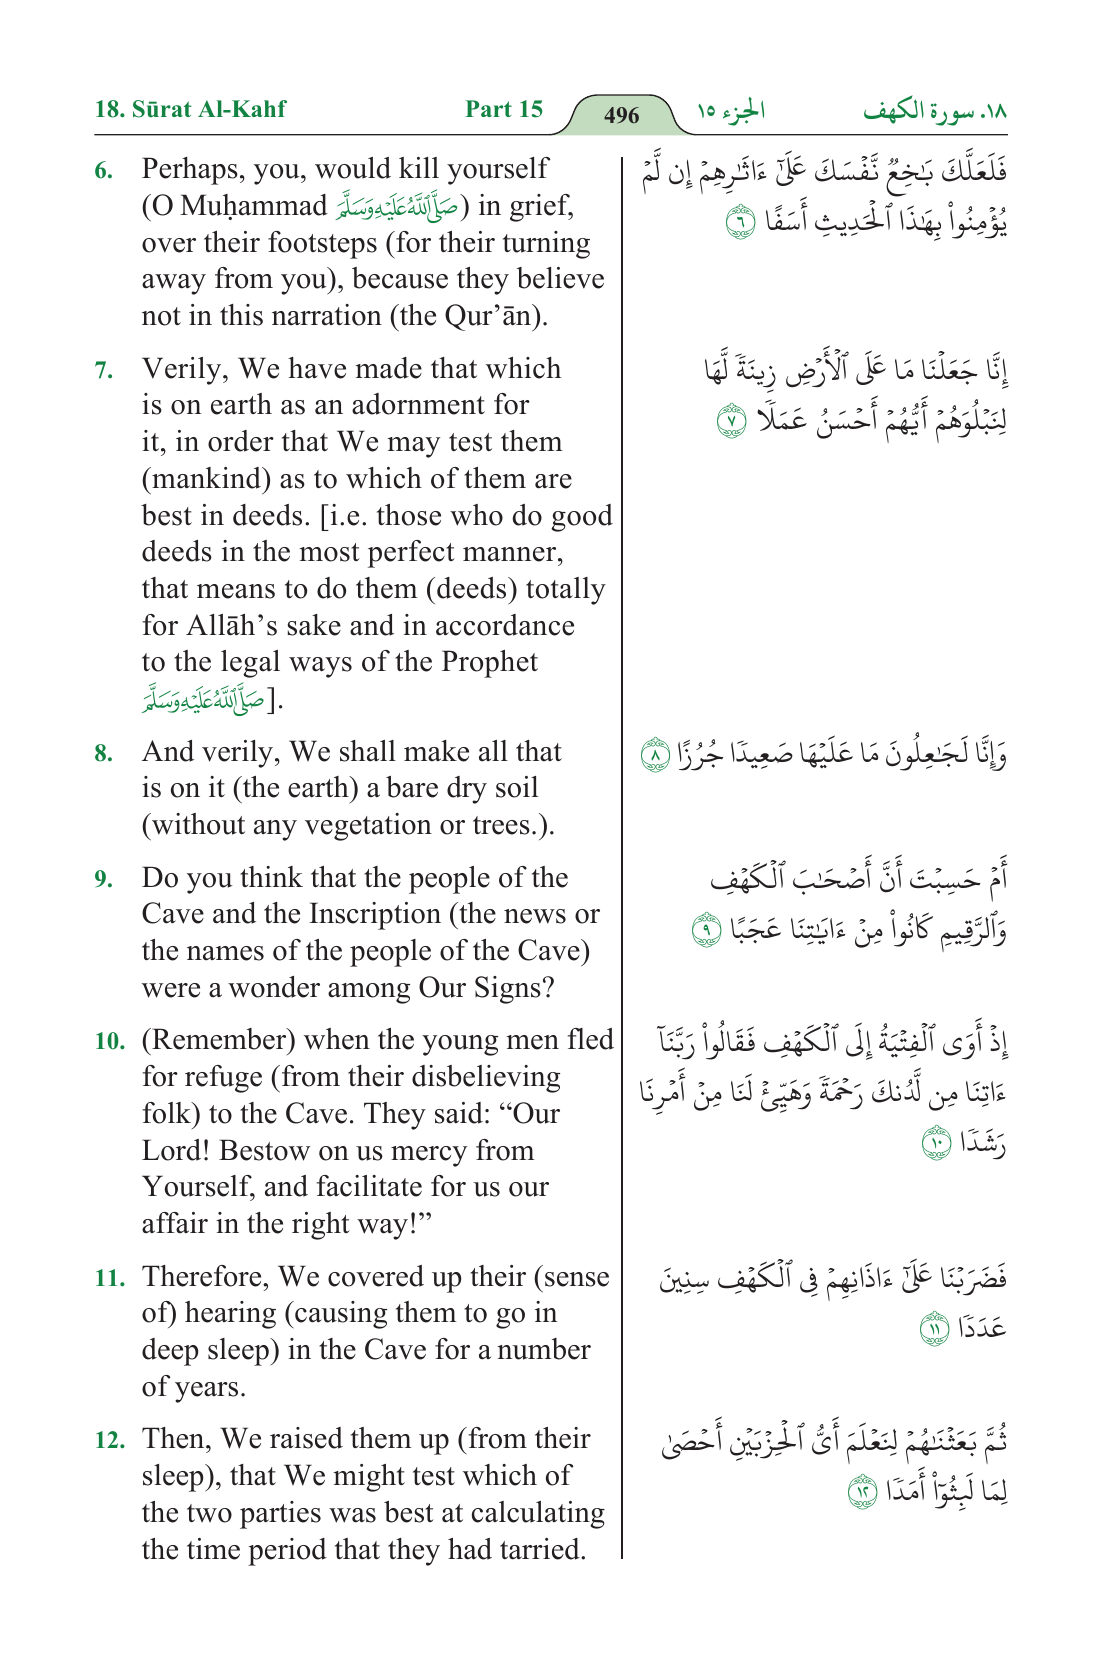 18. Sūrat Al-Kahf Part 15 496 الجزء ١٥ ١٨. سورة الكهف
6. Perhaps, you, would kill yourself
(O Muḥammad صَلَّى اللَّهُ عَلَيْهِ وَسَلَّمَ) in grief,
over their footsteps (for their turning
away from you), because they believe
not in this narration (the Qur’ān).
فَلَعَلَّكَ بَـٰخِعٌ نَّفْسَكَ عَلَىٰٓ ءَاثَـٰرِهِمْ إِن لَّمْ
يُؤْمِنُوا۟ بِهَـٰذَا ٱلْحَدِيثِ أَسَفًا ٦
7. Verily, We have made that which
is on earth as an adornment for
it, in order that We may test them
(mankind) as to which of them are
best in deeds. [i.e. those who do good
deeds in the most perfect manner,
that means to do them (deeds) totally
for Allāh’s sake and in accordance
to the legal ways of the Prophet
صَلَّى اللَّهُ عَلَيْهِ وَسَلَّمَ].
إِنَّا جَعَلْنَا مَا عَلَى ٱلْأَرْضِ زِينَةً لَّهَا
لِنَبْلُوَهُمْ أَيُّهُمْ أَحْسَنُ عَمَلًا ٧
8. And verily, We shall make all that
is on it (the earth) a bare dry soil
(without any vegetation or trees.).
وَإِنَّا لَجَـٰعِلُونَ مَا عَلَيْهَا صَعِيدًا جُرُزًا ٨
9. Do you think that the people of the
Cave and the Inscription (the news or
the names of the people of the Cave)
were a wonder among Our Signs?
أَمْ حَسِبْتَ أَنَّ أَصْحَـٰبَ ٱلْكَهْفِ
وَٱلرَّقِيمِ كَانُوا۟ مِنْ ءَايَـٰتِنَا عَجَبًا ٩
10. (Remember) when the young men fled
for refuge (from their disbelieving
folk) to the Cave. They said: “Our
Lord! Bestow on us mercy from
Yourself, and facilitate for us our
affair in the right way!”
إِذْ أَوَى ٱلْفِتْيَةُ إِلَى ٱلْكَهْفِ فَقَالُوا۟ رَبَّنَآ
ءَاتِنَا مِن لَّدُنكَ رَحْمَةً وَهَيِّئْ لَنَا مِنْ أَمْرِنَا
رَشَدًا ١٠
11. Therefore, We covered up their (sense
of) hearing (causing them to go in
deep sleep) in the Cave for a number
of years.
فَضَرَبْنَا عَلَىٰٓ ءَاذَانِهِمْ فِى ٱلْكَهْفِ سِنِينَ
عَدَدًا ١١
12. Then, We raised them up (from their
sleep), that We might test which of
the two parties was best at calculating
the time period that they had tarried.
ثُمَّ بَعَثْنَـٰهُمْ لِنَعْلَمَ أَىُّ ٱلْحِزْبَيْنِ أَحْصَىٰ
لِمَا لَبِثُوٓا۟ أَمَدًا ١٢